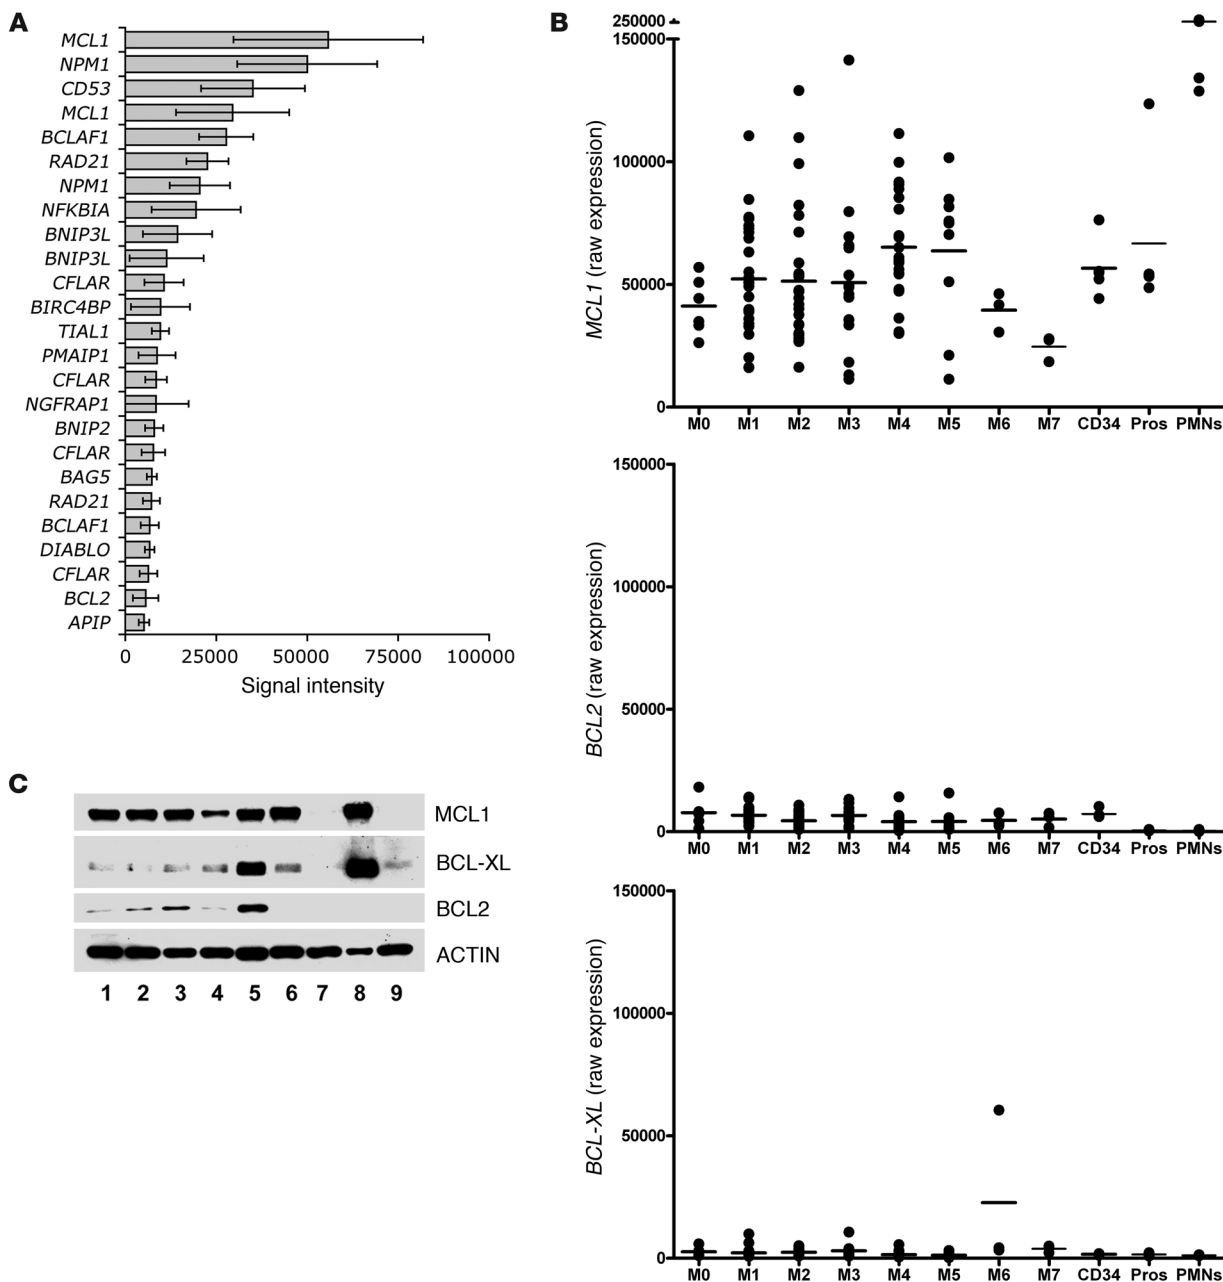 A
MCL1
NPM1
CD53
MCL1
BCLAF1
RAD21
NPM1
NFKBIA
BNIP3L
BNIP3L
CFLAR
BIRC4BP
TIAL1
PMAIP1
CFLAR
NGFRAP1
BNIP2
CFLAR
BAG5
RAD21
BCLAF1
DIABLO
CFLAR
BCL2
APIP
0 25000 50000 75000 100000
Signal intensity
B
250000
150000
100000
50000
0
MCL1 (raw expression)
M0 M1 M2 M3 M4 M5 M6 M7 CD34 Pros PMNs
150000
100000
50000
0
BCL2 (raw expression)
M0 M1 M2 M3 M4 M5 M6 M7 CD34 Pros PMNs
150000
100000
50000
0
BCL-XL (raw expression)
M0 M1 M2 M3 M4 M5 M6 M7 CD34 Pros PMNs
C
MCL1
BCL-XL
BCL2
ACTIN
1 2 3 4 5 6 7 8 9